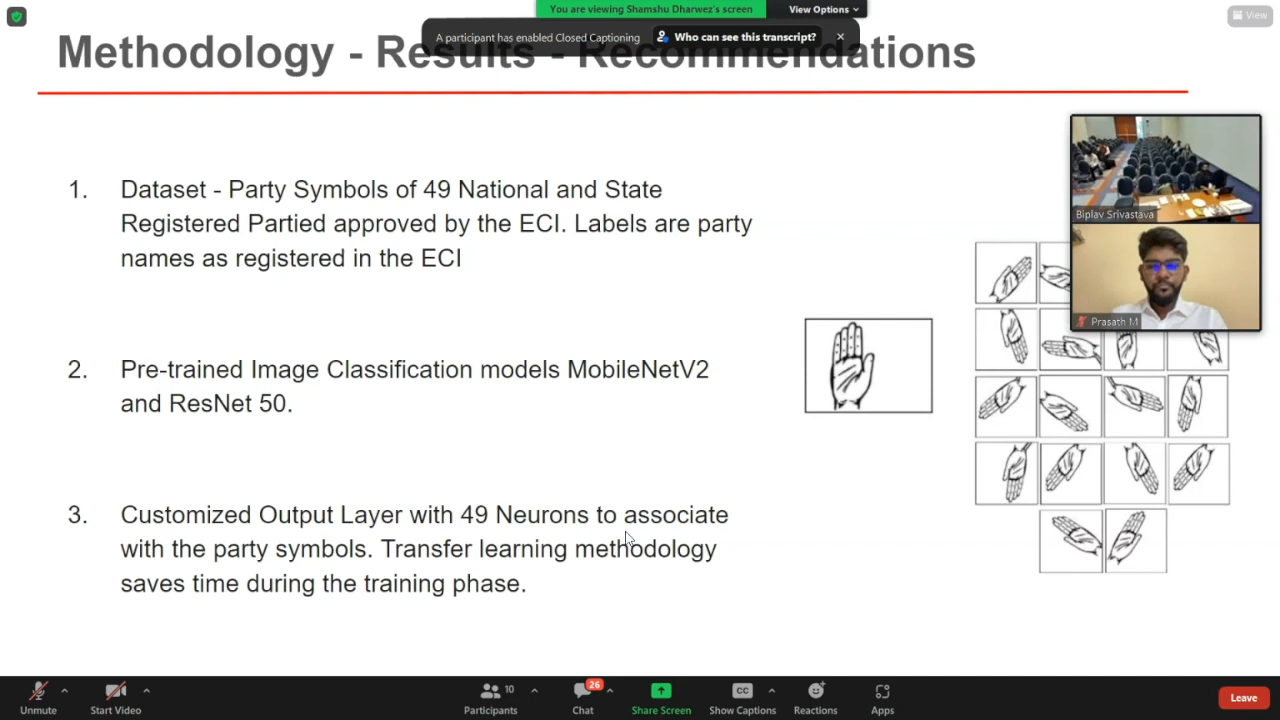 You are viewing Shamshu Dharwez's screen
View Options
View
A participant has enabled Closed Captioning
Who can see this transcript?
Methodology - Results - Recommendations
1. Dataset - Party Symbols of 49 National and State
Registered Partied approved by the ECI. Labels are party
names as registered in the ECI
2. Pre-trained Image Classification models MobileNetV2
and ResNet 50.
3. Customized Output Layer with 49 Neurons to associate
with the party symbols. Transfer learning methodology
saves time during the training phase.
Biplav Srivastava
Prasath M
Unmute
Start Video
10
Participants
26
Chat
Share Screen
CC
Show Captions
Reactions
Apps
Leave